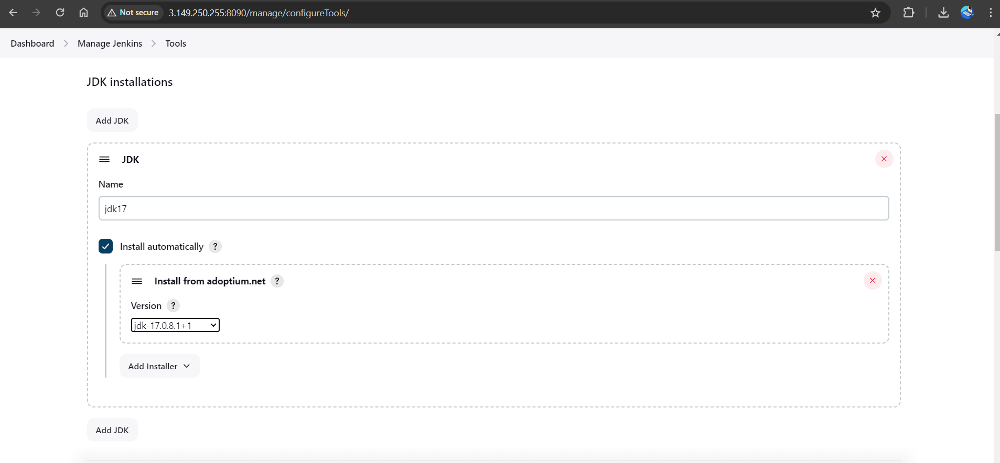 Not secure 3.149.250.255:8090/manage/configureTools/
Dashboard Manage Jenkins Tools
JDK installations
Add JDK
JDK
Name
jdk17
Install automatically ?
Install from adoptium.net ?
Version ?
jdk-17.0.8.1+1
Add Installer
Add JDK